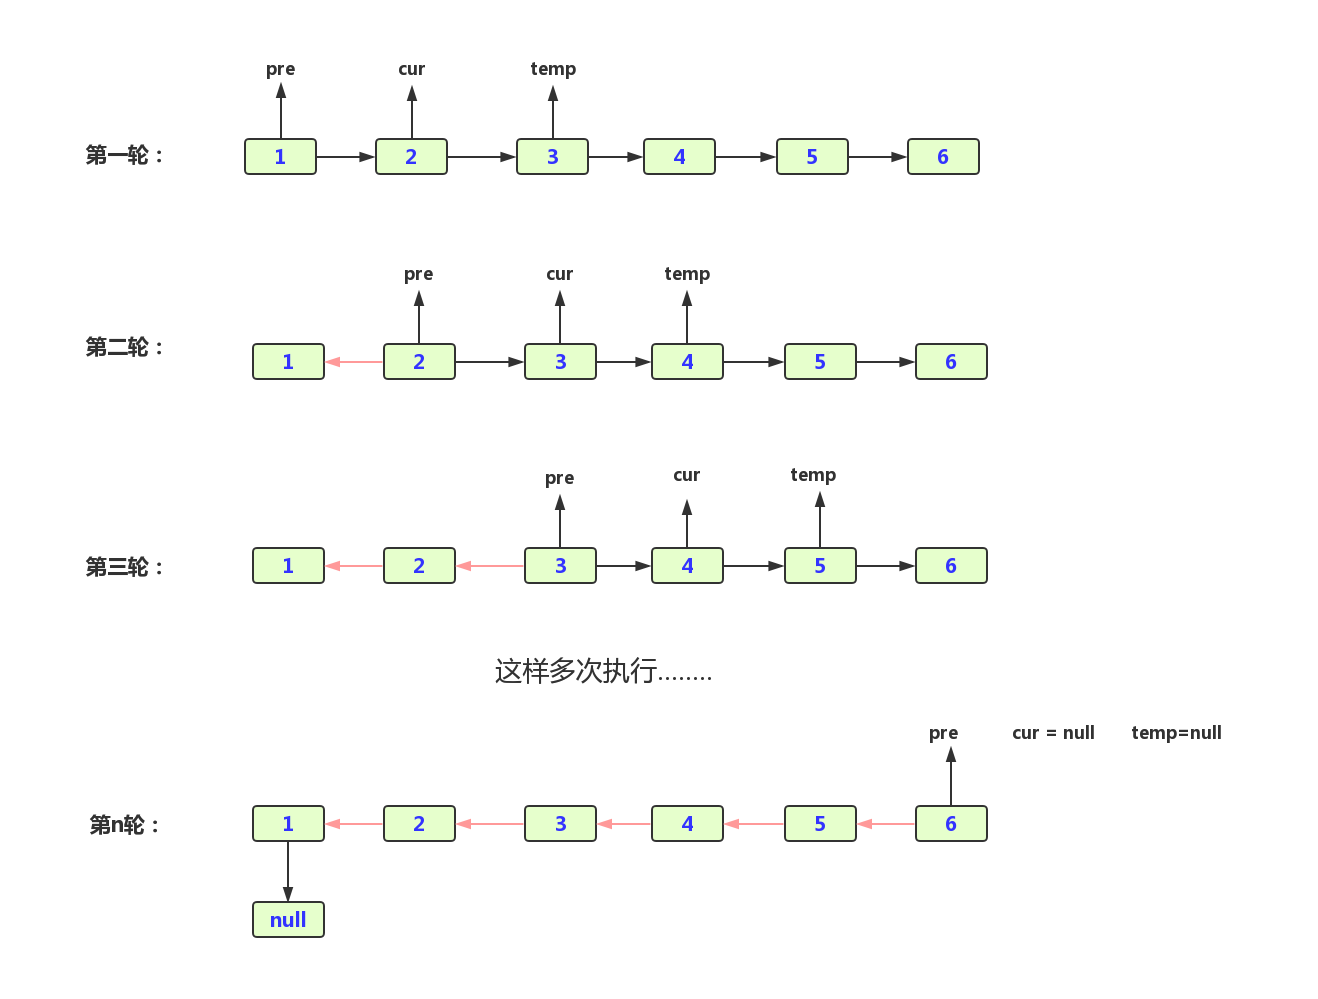 pre cur temp
第一轮： 1 2 3 4 5 6
pre cur temp
第二轮： 1 2 3 4 5 6
pre cur temp
第三轮： 1 2 3 4 5 6
这样多次执行........
pre cur = null temp=null
第n轮： 1 2 3 4 5 6
null